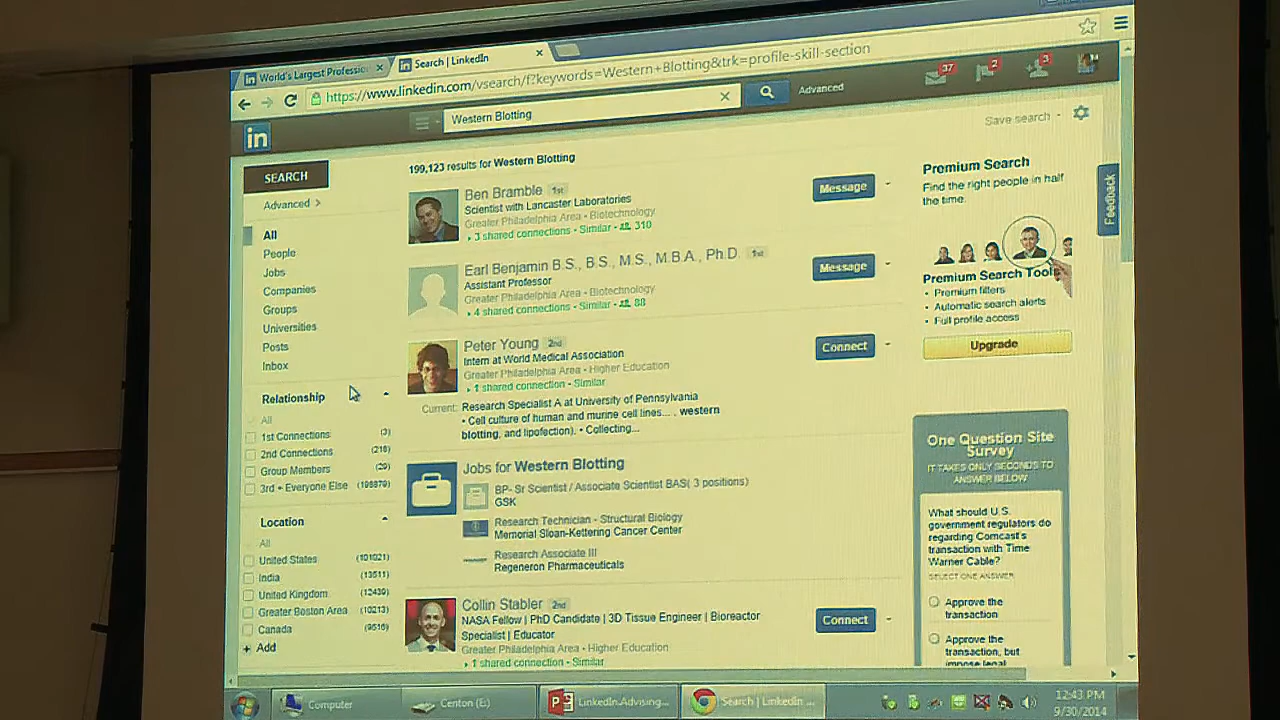 World's Largest Professio
Search | LinkedIn
https://www.linkedin.com/vsearch/f?keywords=Western+Blotting&trk=profile-skill-section
in
Western Blotting
Advanced
37
2
3
SEARCH
Advanced >
All
People
Jobs
Companies
Groups
Universities
Posts
Inbox
Relationship
All
1st Connections (3)
2nd Connections (216)
Group Members (29)
3rd + Everyone Else (198879)
Location
All
United States (101021)
India (13511)
United Kingdom (12439)
Greater Boston Area (10213)
Canada (9516)
+ Add
199,123 results for Western Blotting
Save search
Ben Bramble 1st
Scientist with Lancaster Laboratories
Greater Philadelphia Area • Biotechnology
3 shared connections • Similar • 310
Message
Earl Benjamin B.S., B.S., M.S., M.B.A., Ph.D. 1st
Assistant Professor
Greater Philadelphia Area • Biotechnology
4 shared connections • Similar • 88
Message
Peter Young 2nd
Intern at World Medical Association
Greater Philadelphia Area • Higher Education
1 shared connection • Similar
Connect
Current: Research Specialist A at University of Pennsylvania
• Cell culture of human and murine cell lines... , western
blotting, and lipofection). • Collecting...
Jobs for Western Blotting
BP- Sr Scientist / Associate Scientist BAS( 3 positions)
GSK
Research Technician - Structural Biology
Memorial Sloan-Kettering Cancer Center
Research Associate III
Regeneron Pharmaceuticals
Collin Stabler 2nd
NASA Fellow | PhD Candidate | 3D Tissue Engineer | Bioreactor
Specialist | Educator
Greater Philadelphia Area • Higher Education
1 shared connection • Similar
Connect
Premium Search
Find the right people in half
the time.
Premium Search Tools
• Premium filters
• Automatic search alerts
• Full profile access
Upgrade
Feedback
One Question Site
Survey
IT TAKES ONLY SECONDS TO
ANSWER BELOW
What should U.S.
government regulators do
regarding Comcast's
transaction with Time
Warner Cable?
SELECT ONE ANSWER
Approve the
transaction
Approve the
transaction, but
impose legal
Computer
Centon (E:)
LinkedIn.Advising...
Search | LinkedIn ...
12:43 PM
9/30/2014